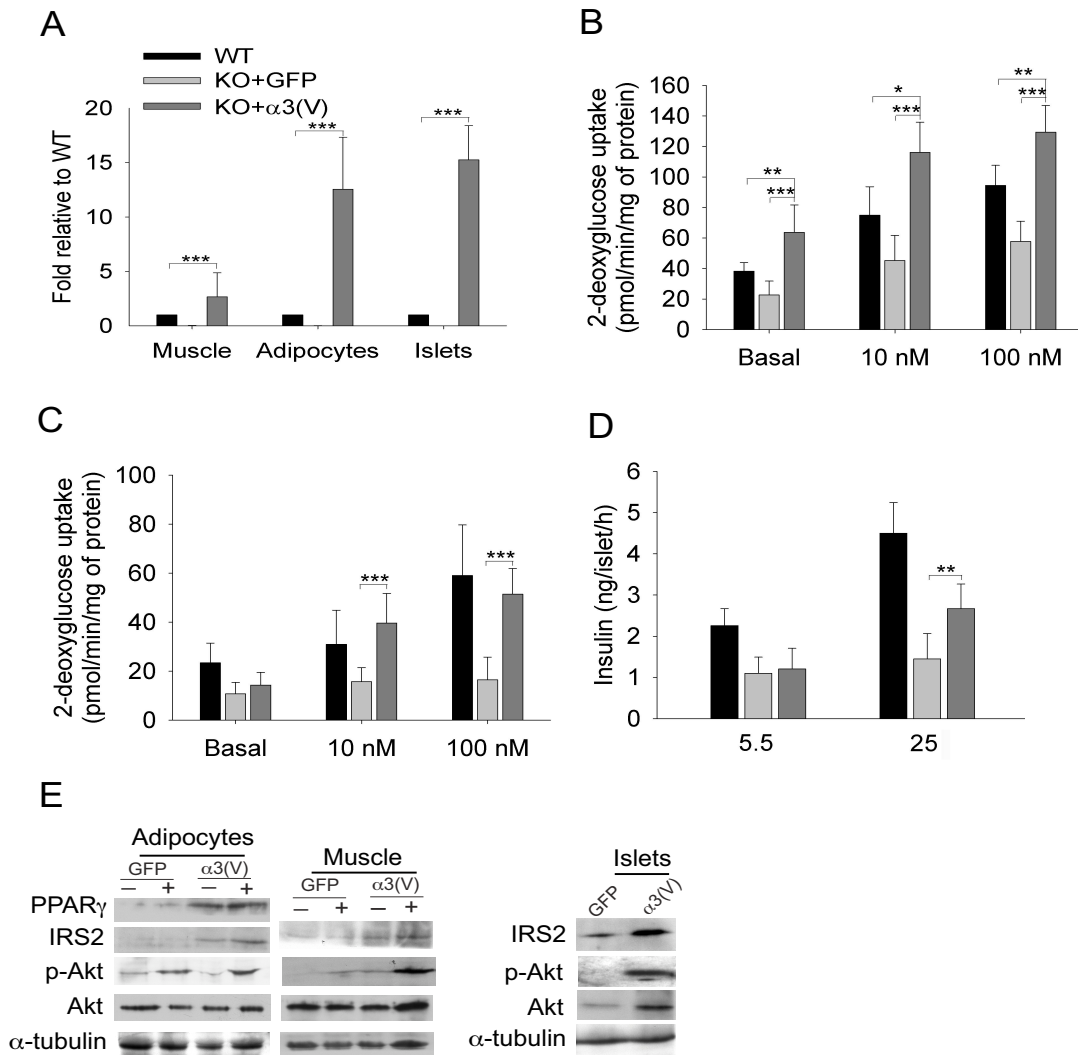 A
WT
KO+GFP
KO+α3(V)
Fold relative to WT
20
15
10
5
0
***
***
***
Muscle
Adipocytes
Islets
B
2-deoxyglucose uptake
(pmol/min/mg of protein)
160
140
120
100
80
60
40
20
0
**
***
*
***
**
***
Basal
10 nM
100 nM
C
2-deoxyglucose uptake
(pmol/min/mg of protein)
100
80
60
40
20
0
***
***
Basal
10 nM
100 nM
D
Insulin (ng/islet/h)
6
5
4
3
2
1
0
**
5.5
25
E
Adipocytes
GFP
α3(V)
− + − +
PPARγ
IRS2
p-Akt
Akt
α-tubulin
Muscle
GFP
α3(V)
− + − +
Islets
GFP
α3(V)
IRS2
p-Akt
Akt
α-tubulin